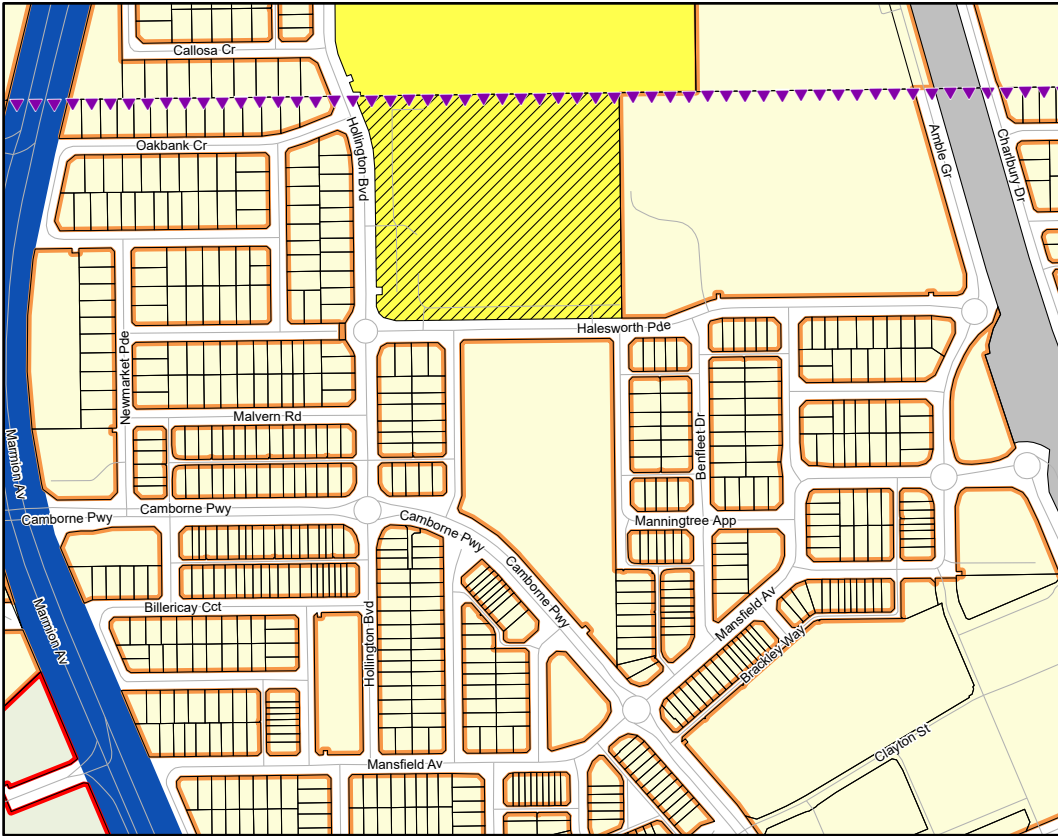 Callosa Cr
Oakbank Cr
Hollington Bvd
Amble Gr
Charlbury Dr
Halesworth Pde
Newmarket Pde
Malvern Rd
Benfleet Dr
Marmion Av
Camborne Pwy
Camborne Pwy
Camborne Pwy
Manningtree App
Camborne Pwy
Billericay Cct
Marmion Av
Hollington Bvd
Mansfield Av
Brackley Way
Clayton St
Mansfield Av